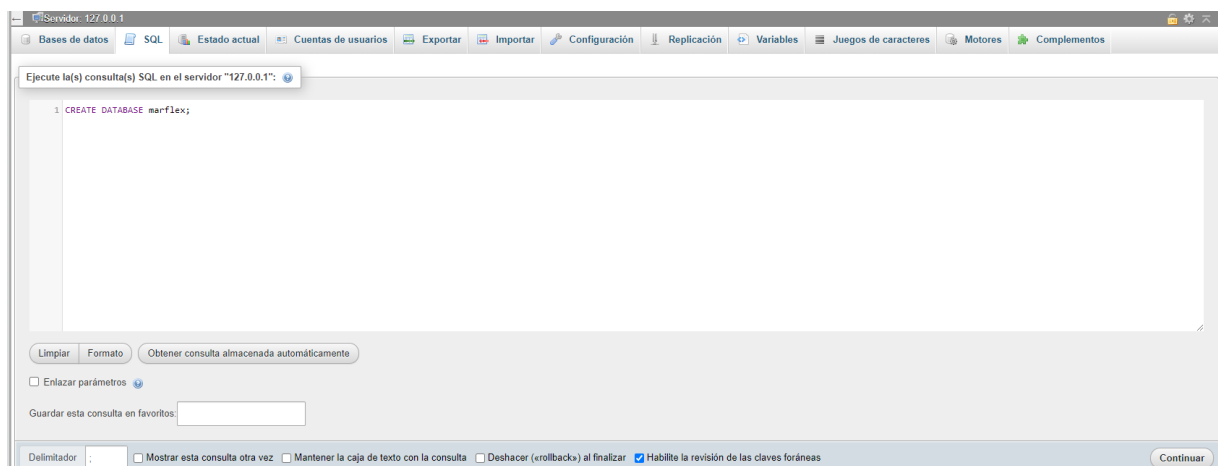 Servidor: 127.0.0.1
Bases de datos SQL Estado actual Cuentas de usuarios Exportar Importar Configuración Replicación Variables Juegos de caracteres Motores Complementos
Ejecute la(s) consulta(s) SQL en el servidor "127.0.0.1":
1 CREATE DATABASE marflex;
Limpiar Formato Obtener consulta almacenada automáticamente
Enlazar parámetros
Guardar esta consulta en favoritos:
Delimitador ; Mostrar esta consulta otra vez Mantener la caja de texto con la consulta Deshacer («rollback») al finalizar Habilite la revisión de las claves foráneas Continuar